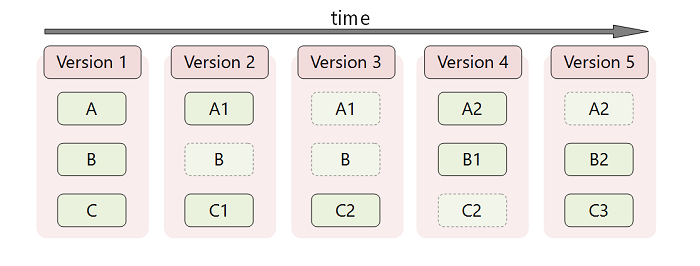 time
Version 1 Version 2 Version 3 Version 4 Version 5
A A1 A1 A2 A2
B B B B1 B2
C C1 C2 C2 C3